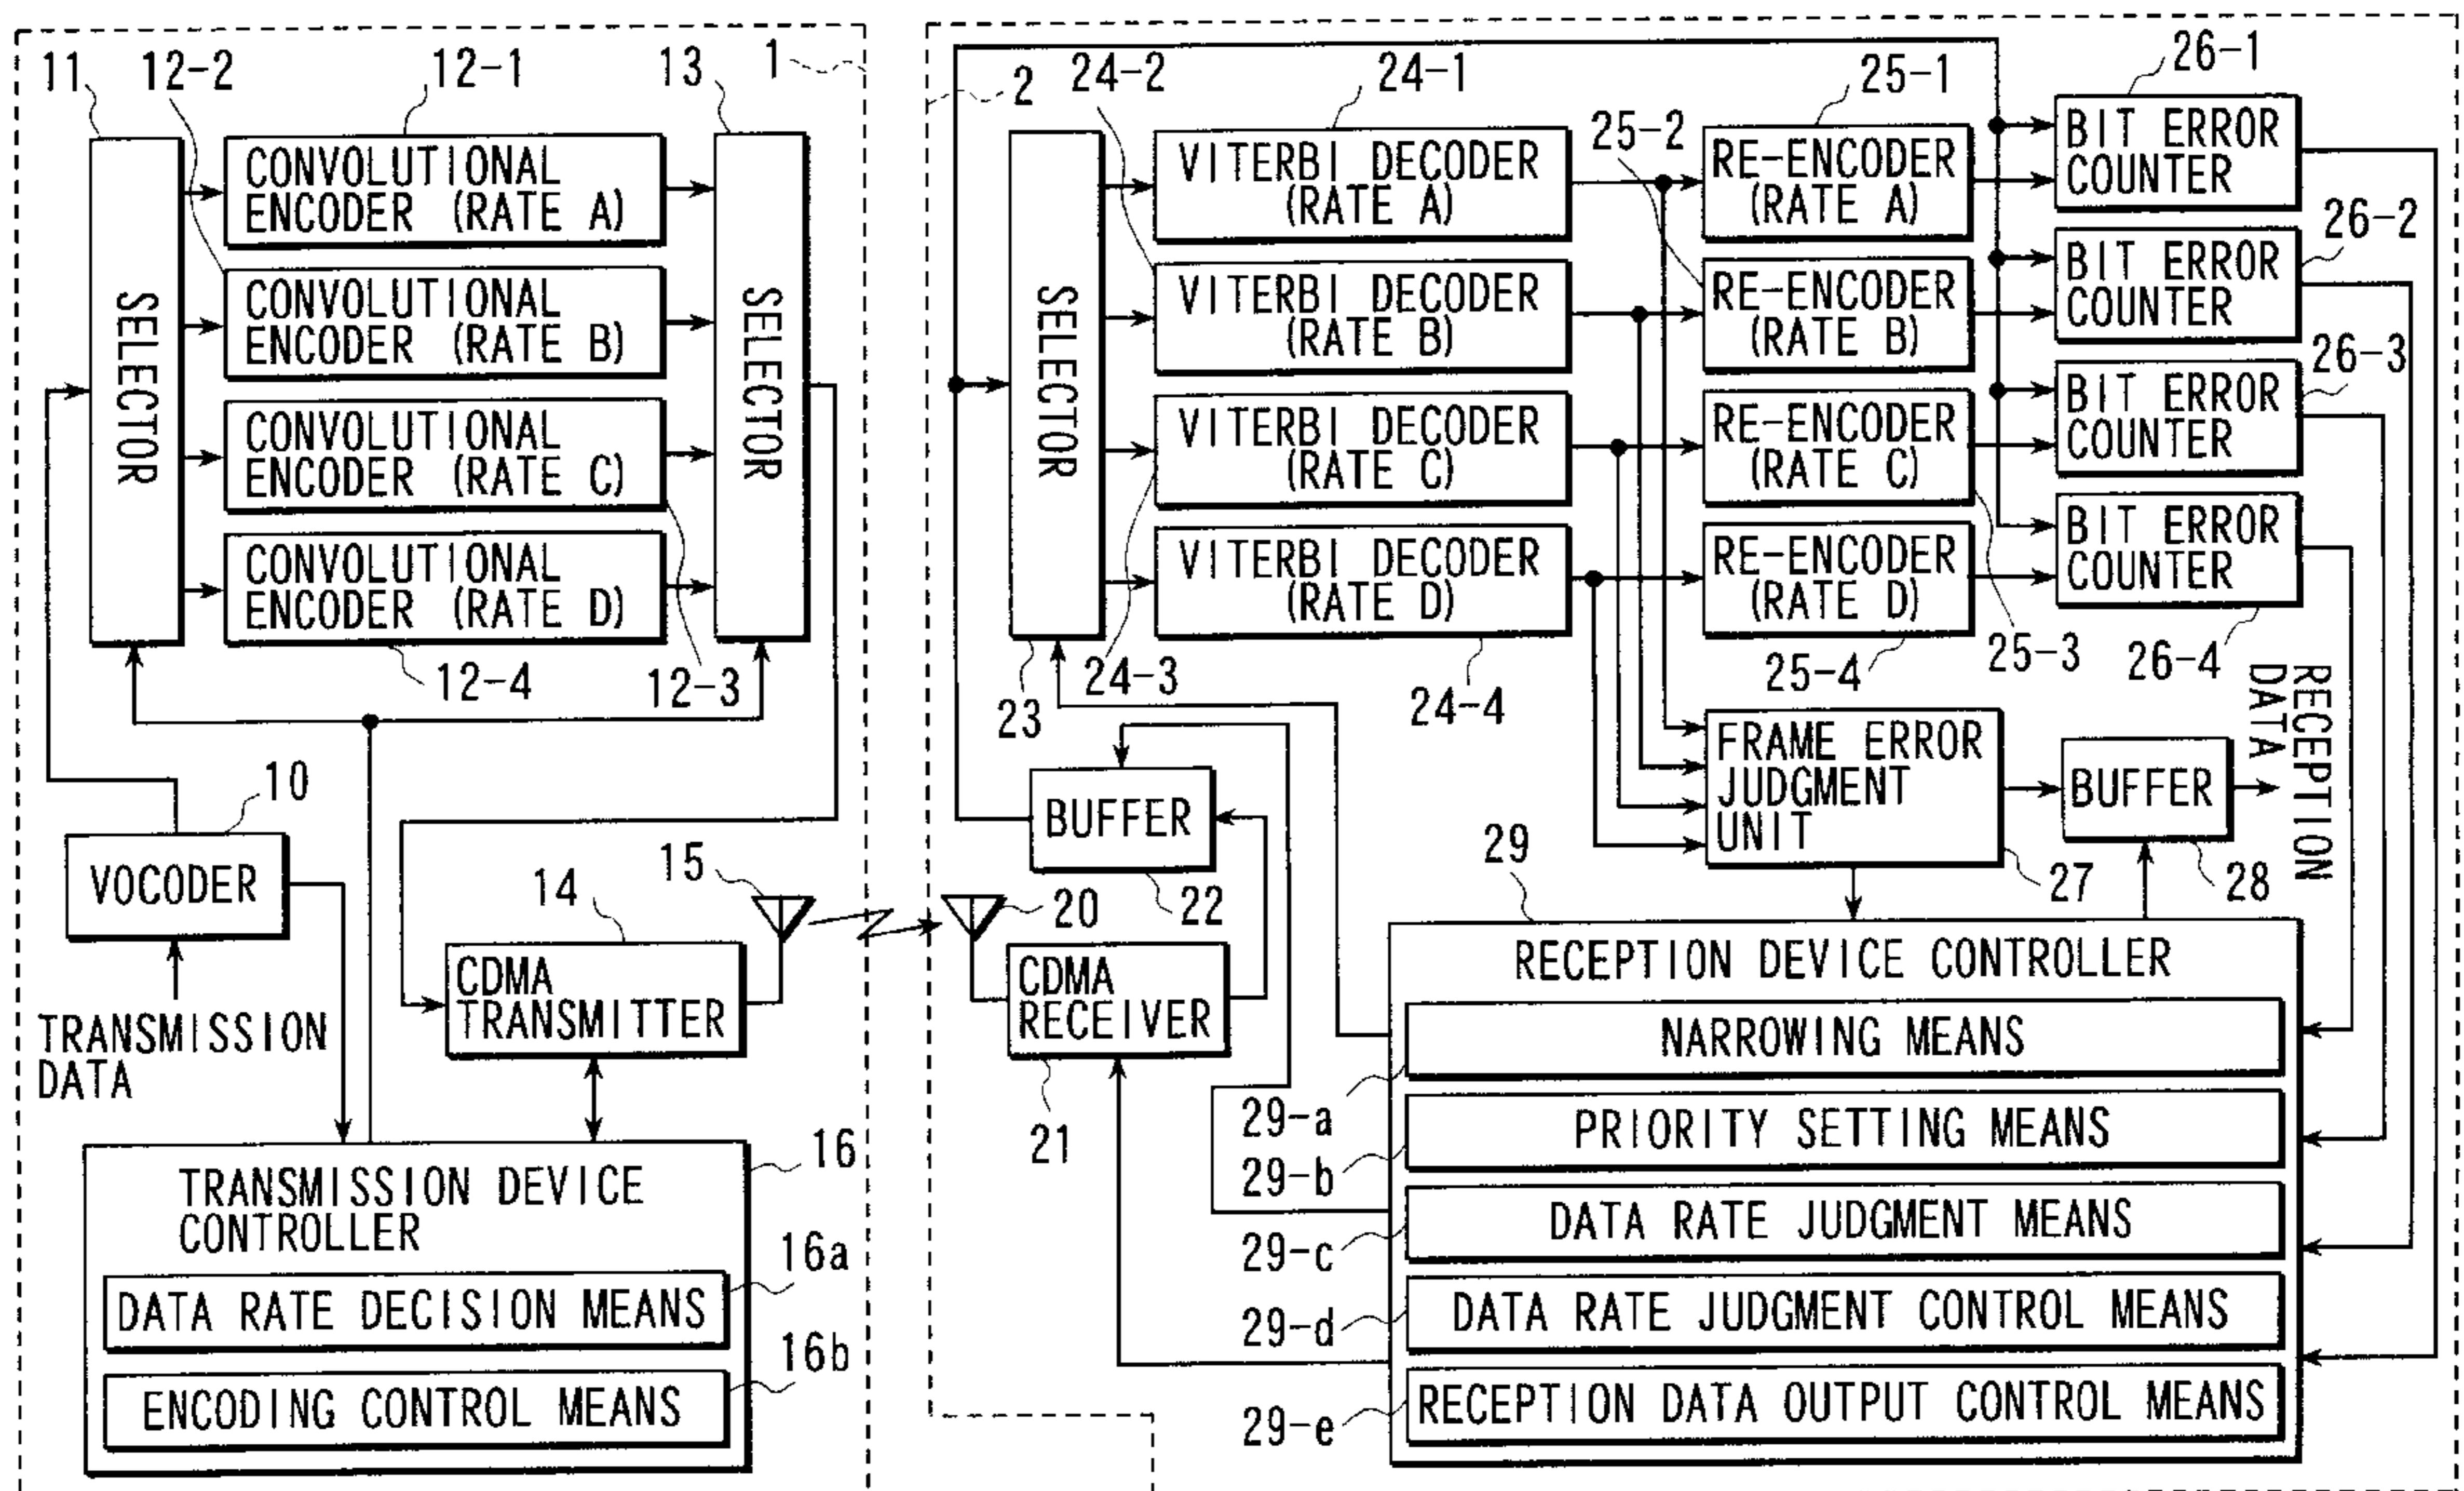 11
12-2
12-1
13
1
SELECTOR
CONVOLUTIONAL
ENCODER (RATE A)
CONVOLUTIONAL
ENCODER (RATE B)
CONVOLUTIONAL
ENCODER (RATE C)
CONVOLUTIONAL
ENCODER (RATE D)
SELECTOR
12-4
12-3
10
VOCODER
TRANSMISSION
DATA
14
15
CDMA
TRANSMITTER
16
TRANSMISSION DEVICE
CONTROLLER
16a
DATA RATE DECISION MEANS
16b
ENCODING CONTROL MEANS
2
24-2
24-1
25-2
25-1
26-1
SELECTOR
VITERBI DECODER
(RATE A)
RE-ENCODER
(RATE A)
BIT ERROR
COUNTER
26-2
VITERBI DECODER
(RATE B)
RE-ENCODER
(RATE B)
BIT ERROR
COUNTER
26-3
VITERBI DECODER
(RATE C)
RE-ENCODER
(RATE C)
BIT ERROR
COUNTER
VITERBI DECODER
(RATE D)
RE-ENCODER
(RATE D)
BIT ERROR
COUNTER
23
24-3
24-4
25-4
25-3
26-4
RECEPTION
DATA
BUFFER
22
FRAME ERROR
JUDGMENT
UNIT
27
BUFFER
28
20
CDMA
RECEIVER
21
29
RECEPTION DEVICE CONTROLLER
NARROWING MEANS
29-a
PRIORITY SETTING MEANS
29-b
DATA RATE JUDGMENT MEANS
29-c
DATA RATE JUDGMENT CONTROL MEANS
29-d
RECEPTION DATA OUTPUT CONTROL MEANS
29-e